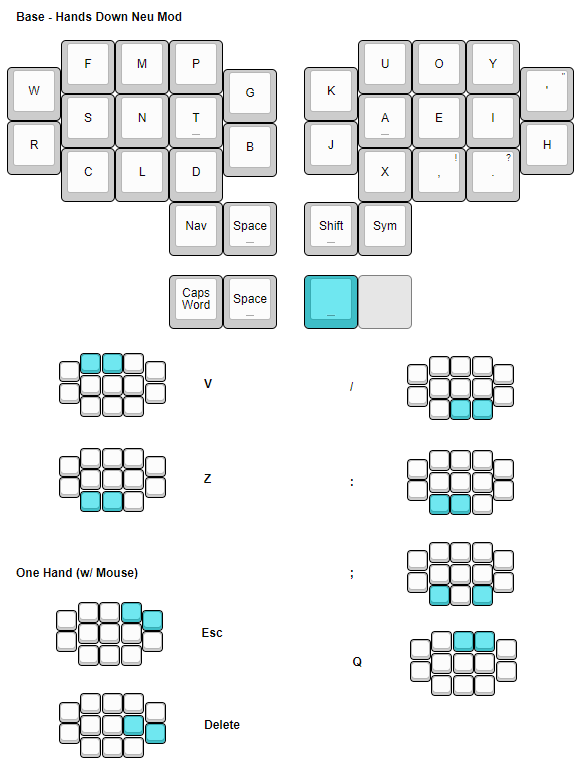 Base - Hands Down Neu Mod
F M P U O Y
W G K ' "
S N T A E I
R B J H
C L D X , ! . ?
Nav Space Shift Sym
Caps
Word
Space
V /
Z :
One Hand (w/ Mouse) ;
Esc
Q
Delete